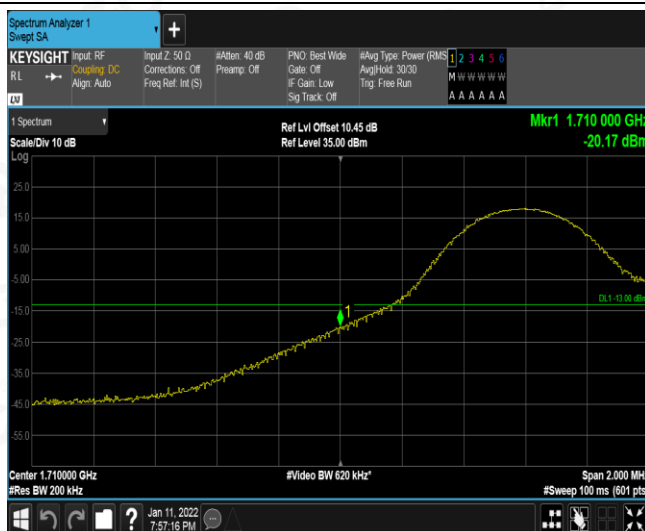 Spectrum Analyzer 1
Swept SA
+
KEYSIGHT Input: RF
RL Coupling: DC
Align: Auto
LXI
Input Z: 50 Ω
Corrections: Off
Freq Ref: Int (S)
#Atten: 40 dB
Preamp: Off
PNO: Best Wide
Gate: Off
IF Gain: Low
Sig Track: Off
#Avg Type: Power (RMS
Avg|Hold: 30/30
Trig: Free Run
1 2 3 4 5 6
M W W W W W
A A A A A A
1 Spectrum
Scale/Div 10 dB
Ref Lvl Offset 10.45 dB
Ref Level 35.00 dBm
Mkr1 1.710 000 GHz
-20.17 dBm
Log
25.0
15.0
5.00
-5.00
DL1 -13.00 dBm
1
-15.0
-25.0
-35.0
-45.0
-55.0
Center 1.710000 GHz
#Res BW 200 kHz
#Video BW 620 kHz*
Span 2.000 MHz
#Sweep 100 ms (601 pts)
?
Jan 11, 2022
7:57:16 PM